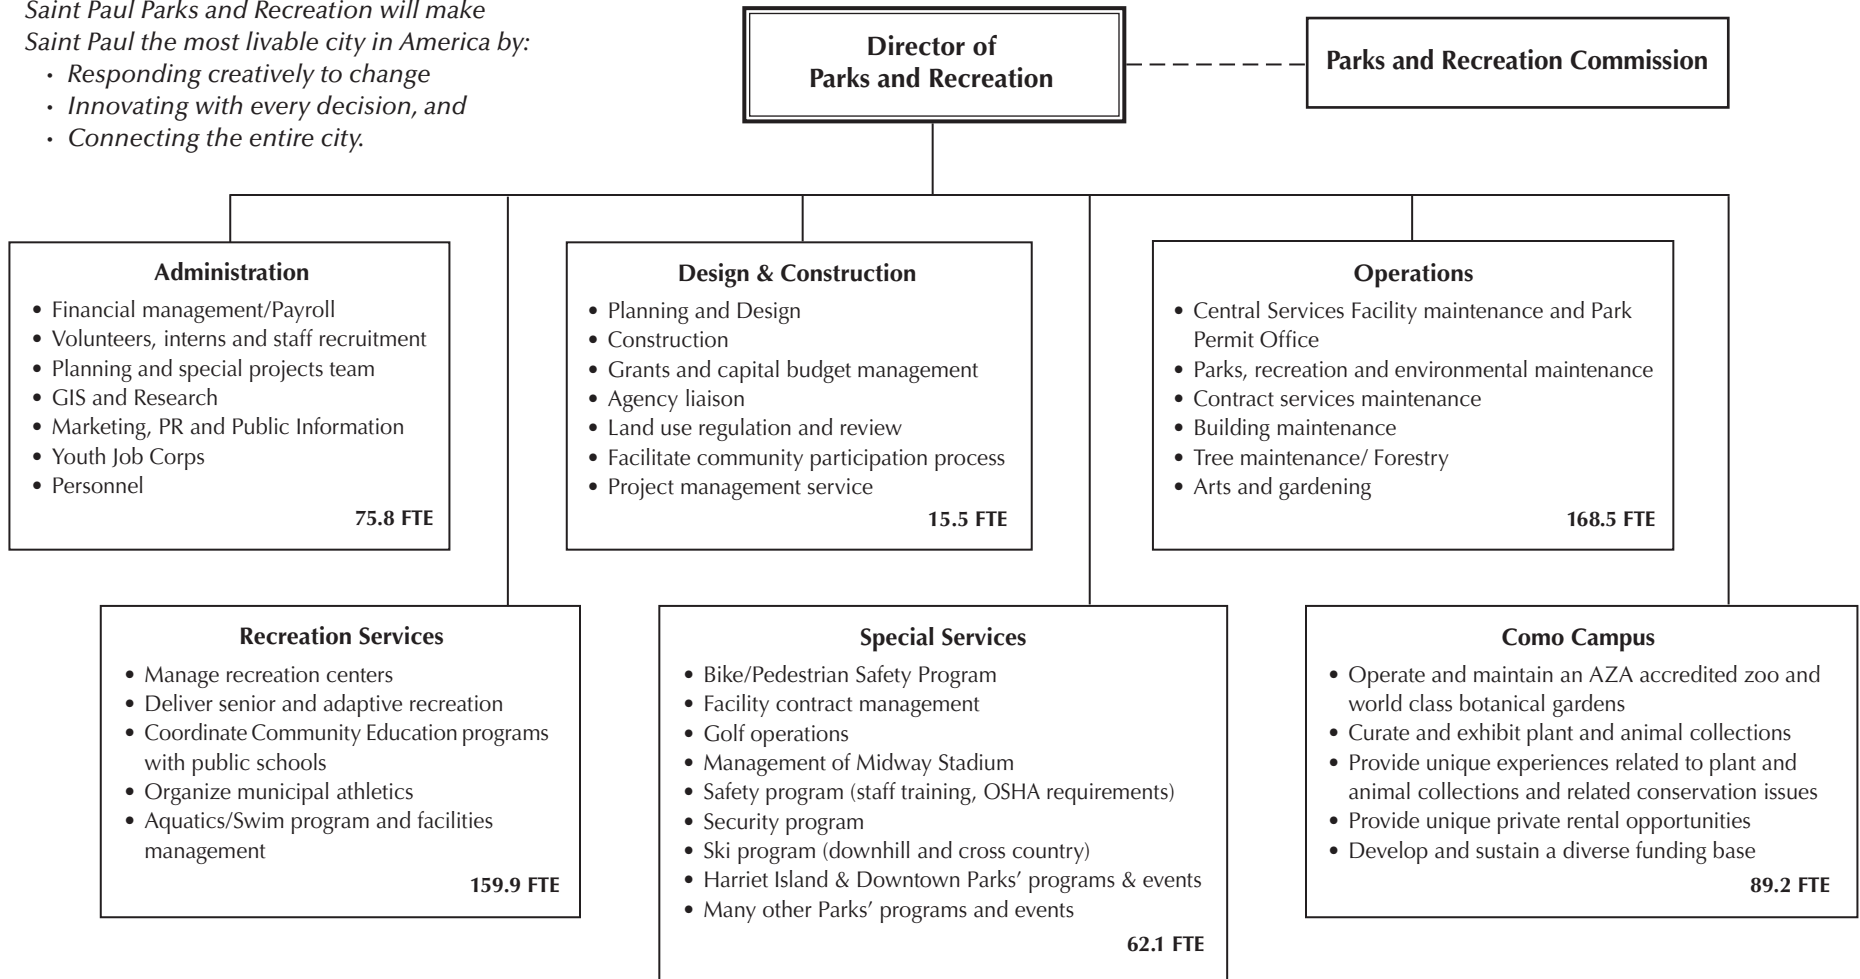 Saint Paul Parks and Recreation will make
Saint Paul the most livable city in America by:
• Responding creatively to change
• Innovating with every decision, and
• Connecting the entire city.
Director of
Parks and Recreation
Parks and Recreation Commission
Administration
• Financial management/Payroll
• Volunteers, interns and staff recruitment
• Planning and special projects team
• GIS and Research
• Marketing, PR and Public Information
• Youth Job Corps
• Personnel
75.8 FTE
Design & Construction
• Planning and Design
• Construction
• Grants and capital budget management
• Agency liaison
• Land use regulation and review
• Facilitate community participation process
• Project management service
15.5 FTE
Operations
• Central Services Facility maintenance and Park
Permit Office
• Parks, recreation and environmental maintenance
• Contract services maintenance
• Building maintenance
• Tree maintenance/ Forestry
• Arts and gardening
168.5 FTE
Recreation Services
• Manage recreation centers
• Deliver senior and adaptive recreation
• Coordinate Community Education programs
with public schools
• Organize municipal athletics
• Aquatics/Swim program and facilities
management
159.9 FTE
Special Services
• Bike/Pedestrian Safety Program
• Facility contract management
• Golf operations
• Management of Midway Stadium
• Safety program (staff training, OSHA requirements)
• Security program
• Ski program (downhill and cross country)
• Harriet Island & Downtown Parks’ programs & events
• Many other Parks’ programs and events
62.1 FTE
Como Campus
• Operate and maintain an AZA accredited zoo and
world class botanical gardens
• Curate and exhibit plant and animal collections
• Provide unique experiences related to plant and
animal collections and related conservation issues
• Provide unique private rental opportunities
• Develop and sustain a diverse funding base
89.2 FTE